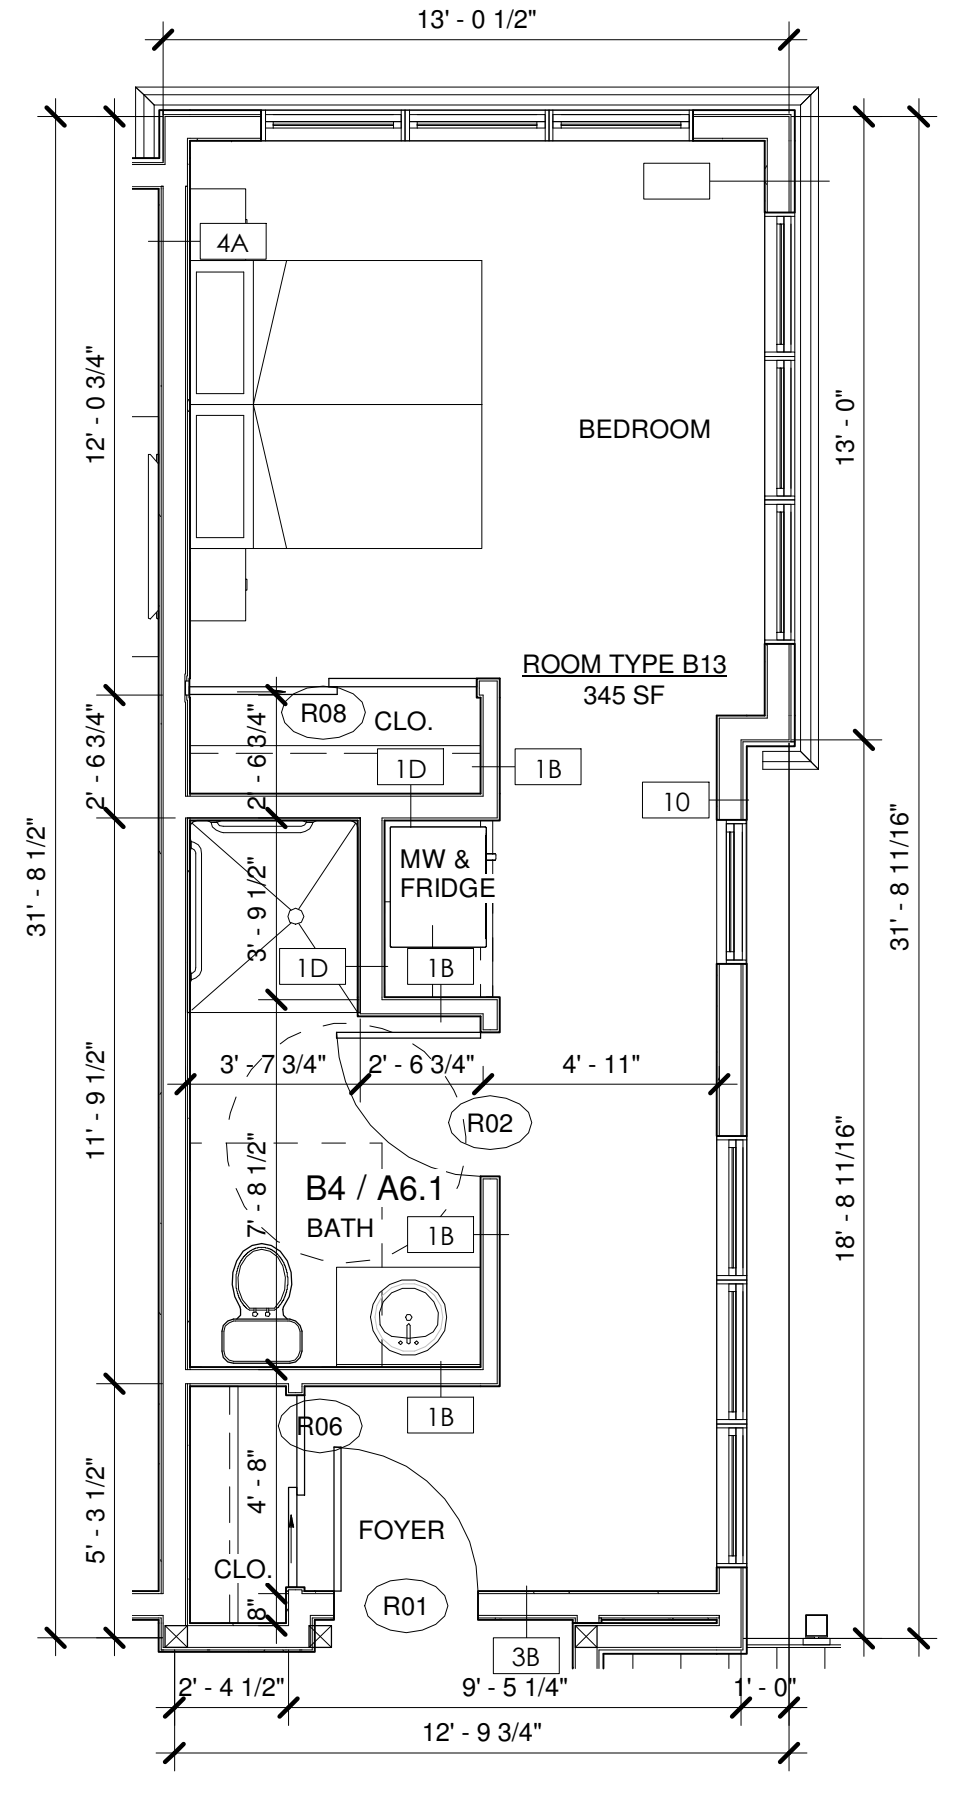 13' - 0 1/2"
4A
12' - 0 3/4"
BEDROOM
13' - 0"
ROOM TYPE B13
345 SF
R08
CLO.
2' - 6 3/4"
2' - 6 3/4"
1D
1B
10
MW &
FRIDGE
31' - 8 1/2"
31' - 8 11/16"
3' - 9 1/2"
1D
1B
3' - 7 3/4"
2' - 6 3/4"
4' - 11"
11' - 9 1/2"
R02
18' - 8 11/16"
7' - 8 1/2"
B4 / A6.1
BATH
1B
1B
R06
5' - 3 1/2"
4' - 8"
FOYER
CLO.
8"
R01
3B
2' - 4 1/2"
9' - 5 1/4"
1' - 0"
12' - 9 3/4"